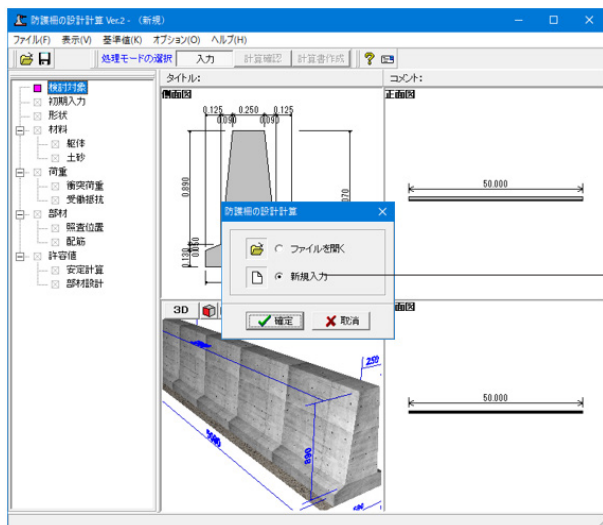 防護柵の設計計算 Ver.2 - （新規）
ファイル(F) 表示(V) 基準値(K) オプション(O) ヘルプ(H)
処理モードの選択 入力 計算確認 計算書作成
検討対象
初期入力
形状
材料
躯体
土砂
荷重
衝突荷重
受働抵抗
部材
照査位置
配筋
許容値
安定計算
部材設計
タイトル:
コメント:
側面図
0.125 0.250 0.125
0.090 0.090
0.890
0.130
0.050
正面図
50.000
防護柵の設計計算
ファイルを開く
新規入力
確定 取消
3D
250
890
面図
50.000